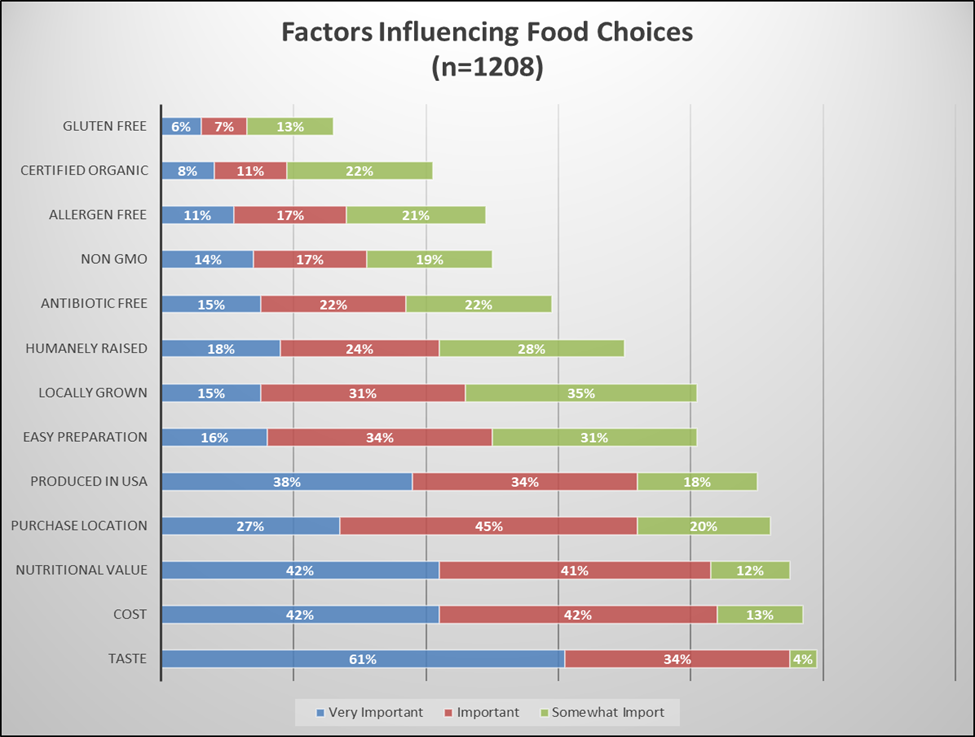 Factors Influencing Food Choices
(n=1208)
GLUTEN FREE 6% 7% 13%
CERTIFIED ORGANIC 8% 11% 22%
ALLERGEN FREE 11% 17% 21%
NON GMO 14% 17% 19%
ANTIBIOTIC FREE 15% 22% 22%
HUMANELY RAISED 18% 24% 28%
LOCALLY GROWN 15% 31% 35%
EASY PREPARATION 16% 34% 31%
PRODUCED IN USA 38% 34% 18%
PURCHASE LOCATION 27% 45% 20%
NUTRITIONAL VALUE 42% 41% 12%
COST 42% 42% 13%
TASTE 61% 34% 4%
Very Important Important Somewhat Import